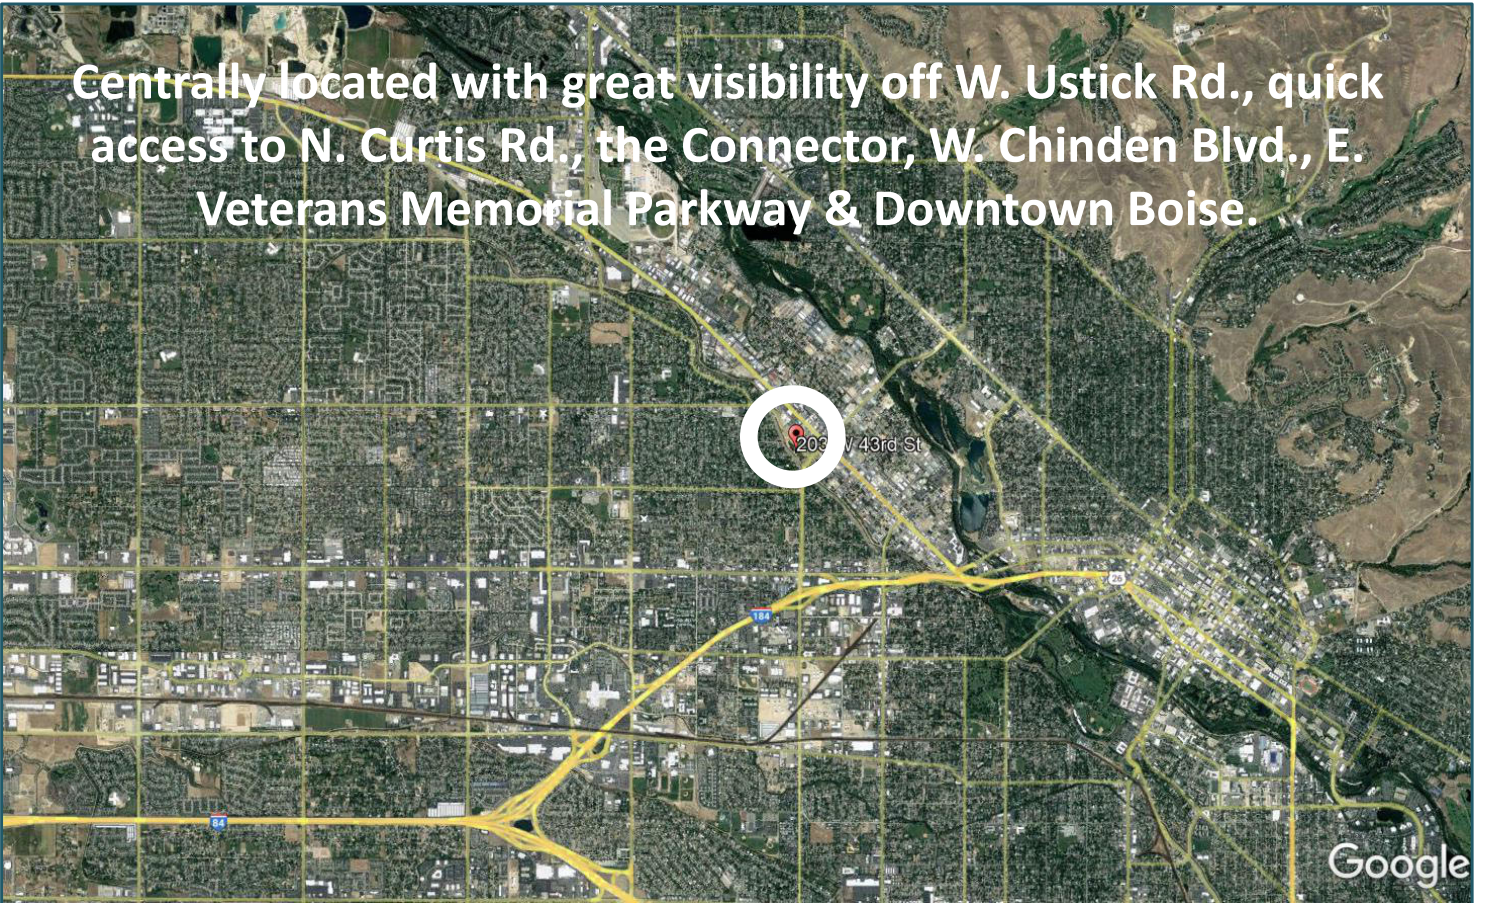 Centrally located with great visibility off W. Ustick Rd., quick
access to N. Curtis Rd., the Connector, W. Chinden Blvd., E.
Veterans Memorial Parkway & Downtown Boise.
43rd St
26
184
84
Google